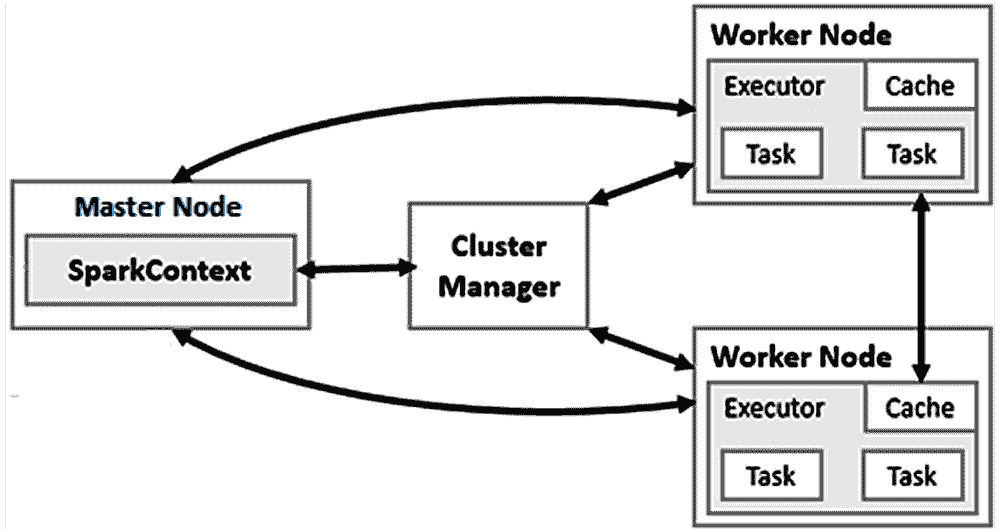 Worker Node
Executor
Cache
Task
Task
Master Node
SparkContext
Cluster
Manager
Worker Node
Executor
Cache
Task
Task